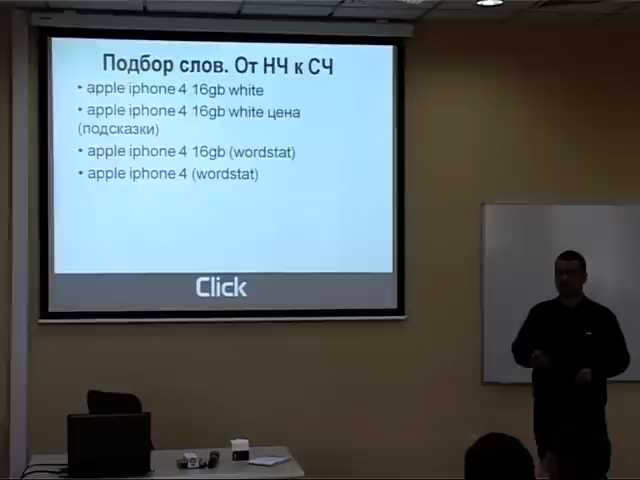 Подбор слов. От НЧ к СЧ
• apple iphone 4 16gb white
• apple iphone 4 16gb white цена
(подсказки)
• apple iphone 4 16gb (wordstat)
• apple iphone 4 (wordstat)
Click